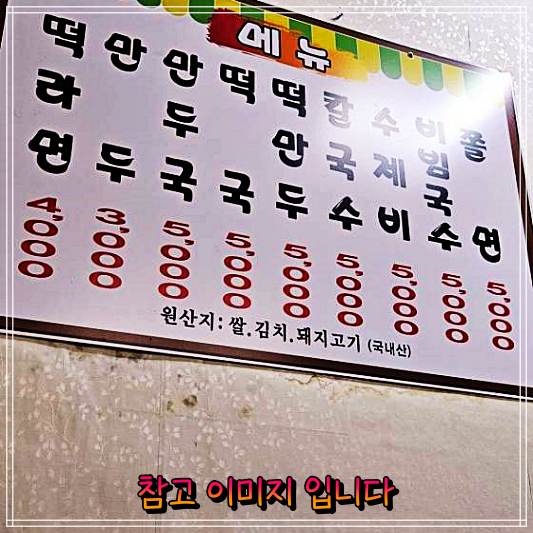 메뉴
떡라면 4,000
만두 3,000
만두국 5,000
떡국 5,000
떡만두 5,000
칼국수 5,000
수제비 5,000
비빔국수 5,000
쫄면 5,000
원산지: 쌀.김치.돼지고기 (국내산)
참고 이미지 입니다